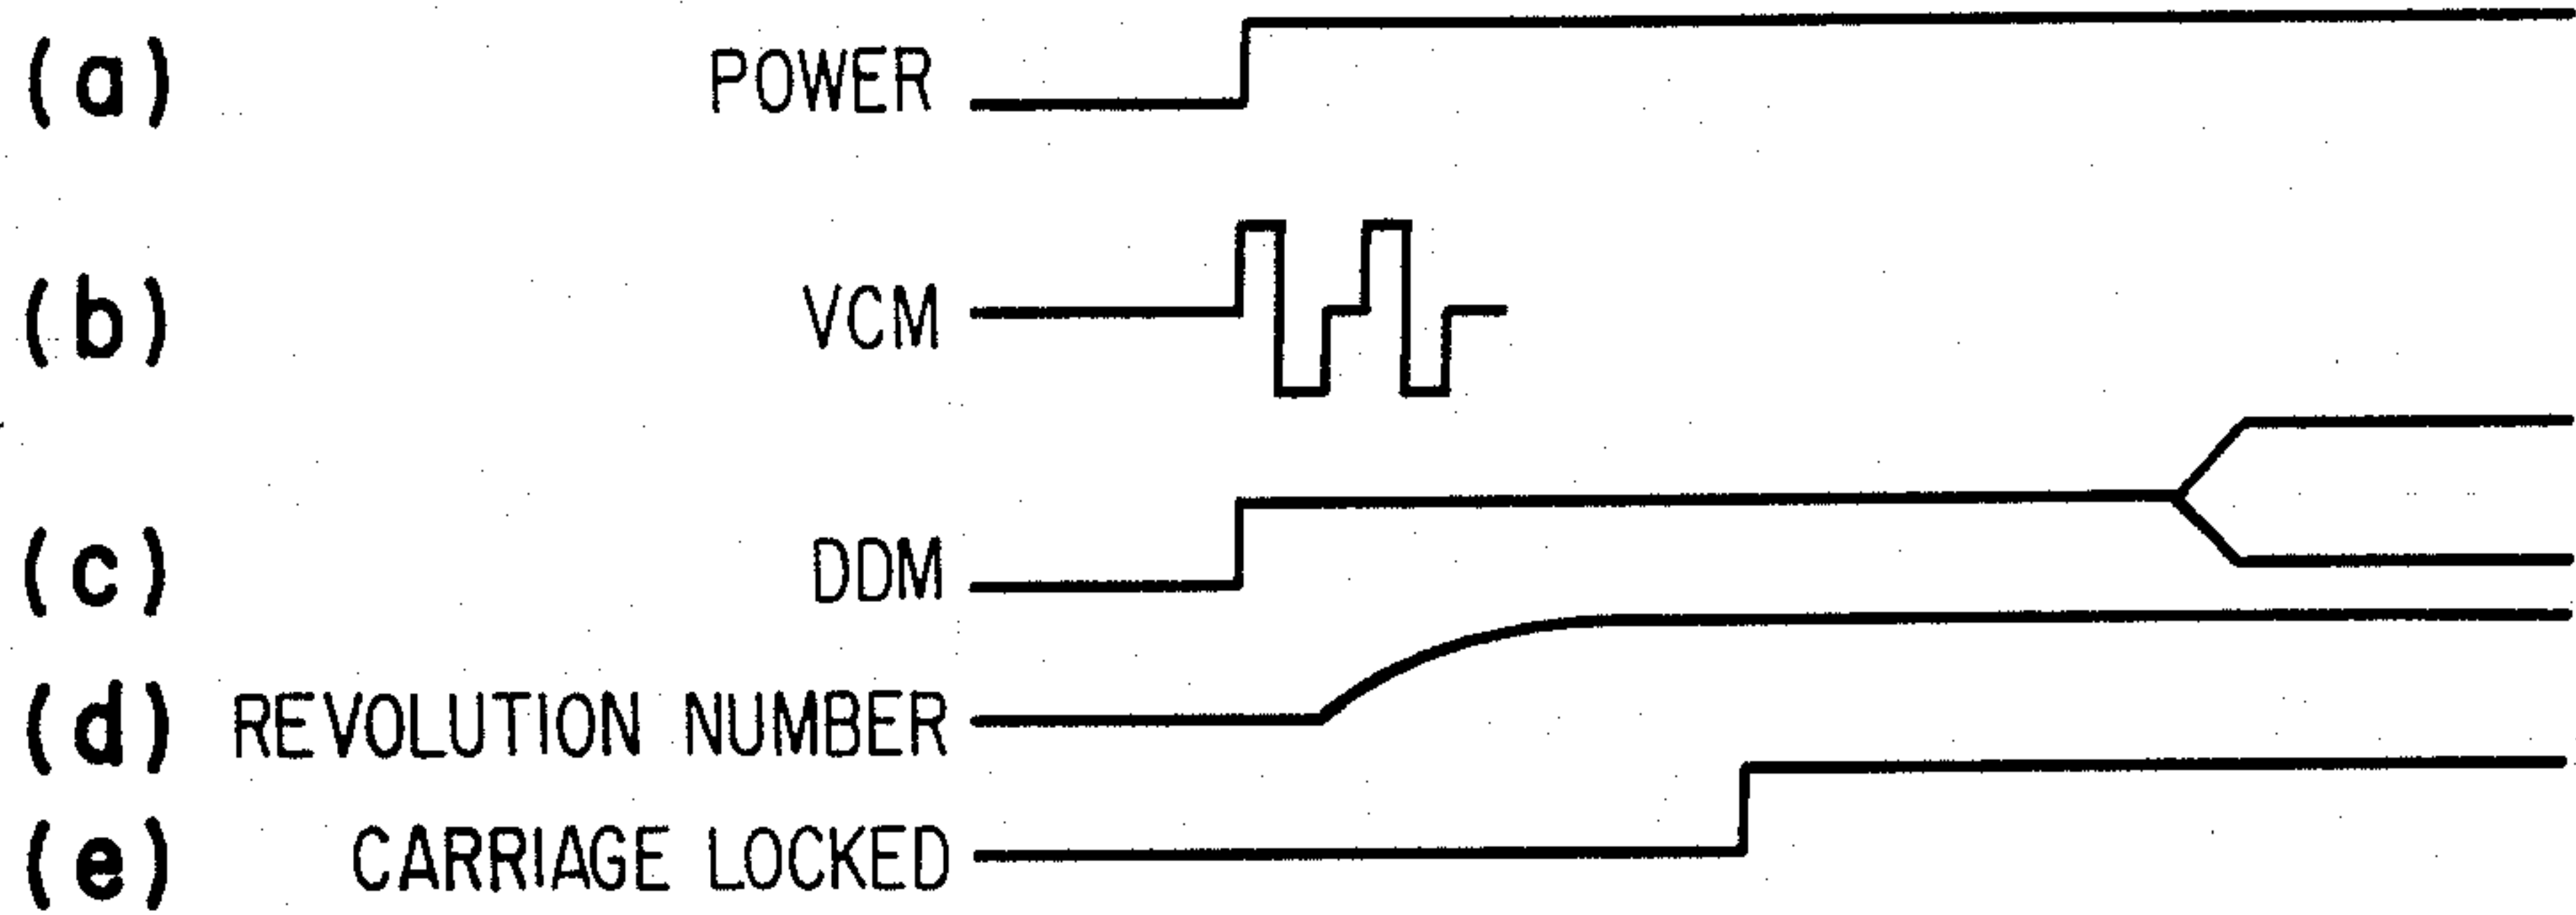 (a) POWER
(b) VCM
(c) DDM
(d) REVOLUTION NUMBER
(e) CARRIAGE LOCKED